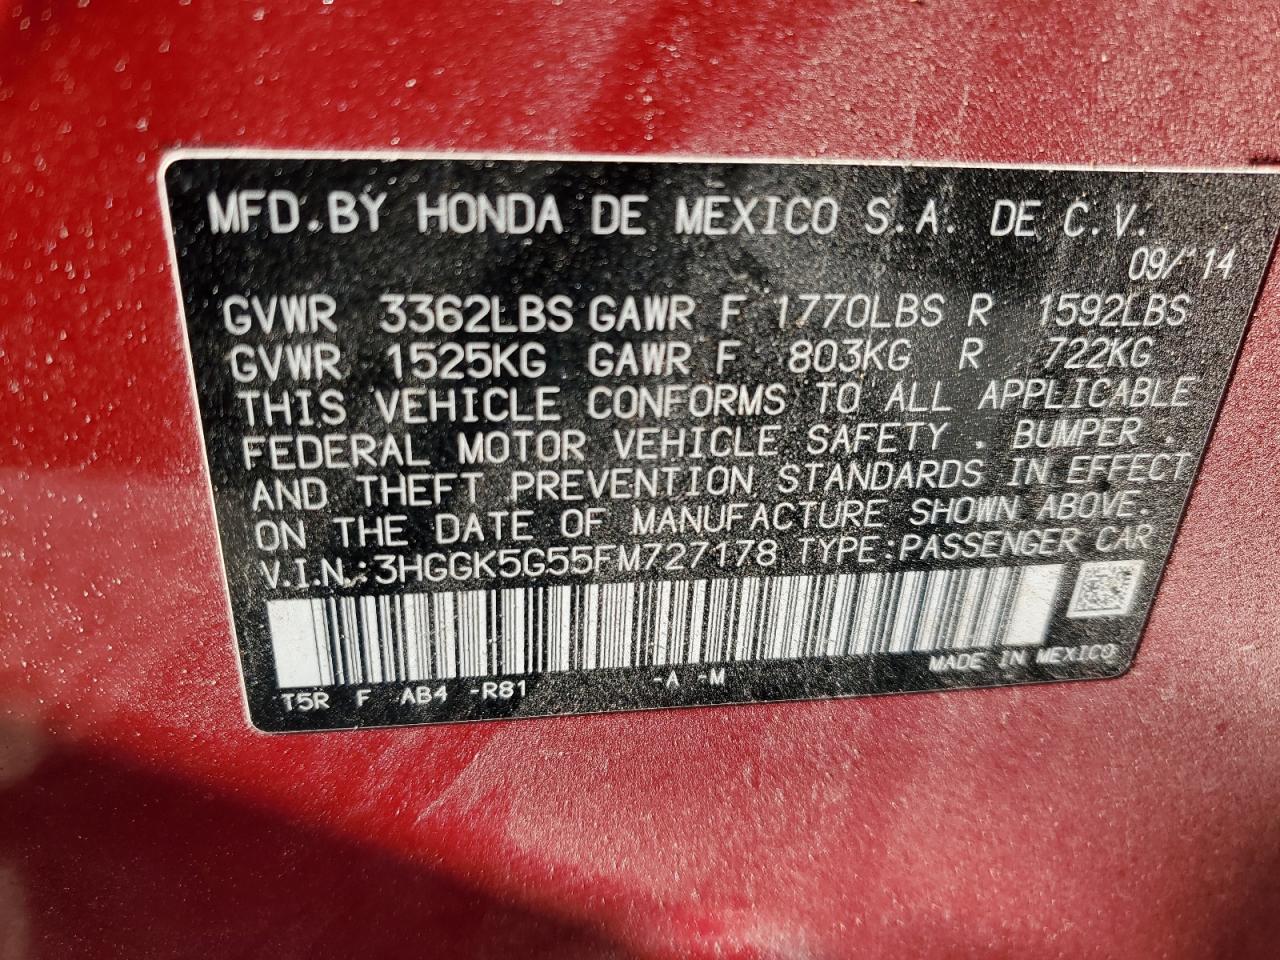 MFD.BY HONDA DE MEXICO S.A. DE C.V.
09/'14
GVWR 3362LBS GAWR F 1770LBS R 1592LBS
GVWR 1525KG GAWR F 803KG R 722KG
THIS VEHICLE CONFORMS TO ALL APPLICABLE
FEDERAL MOTOR VEHICLE SAFETY , BUMPER ,
AND THEFT PREVENTION STANDARDS IN EFFECT
ON THE DATE OF MANUFACTURE SHOWN ABOVE.
V.I.N.:3HGGK5G55FM727178 TYPE:PASSENGER CAR
T5R F AB4 -R81 -A -M MADE IN MEXICO